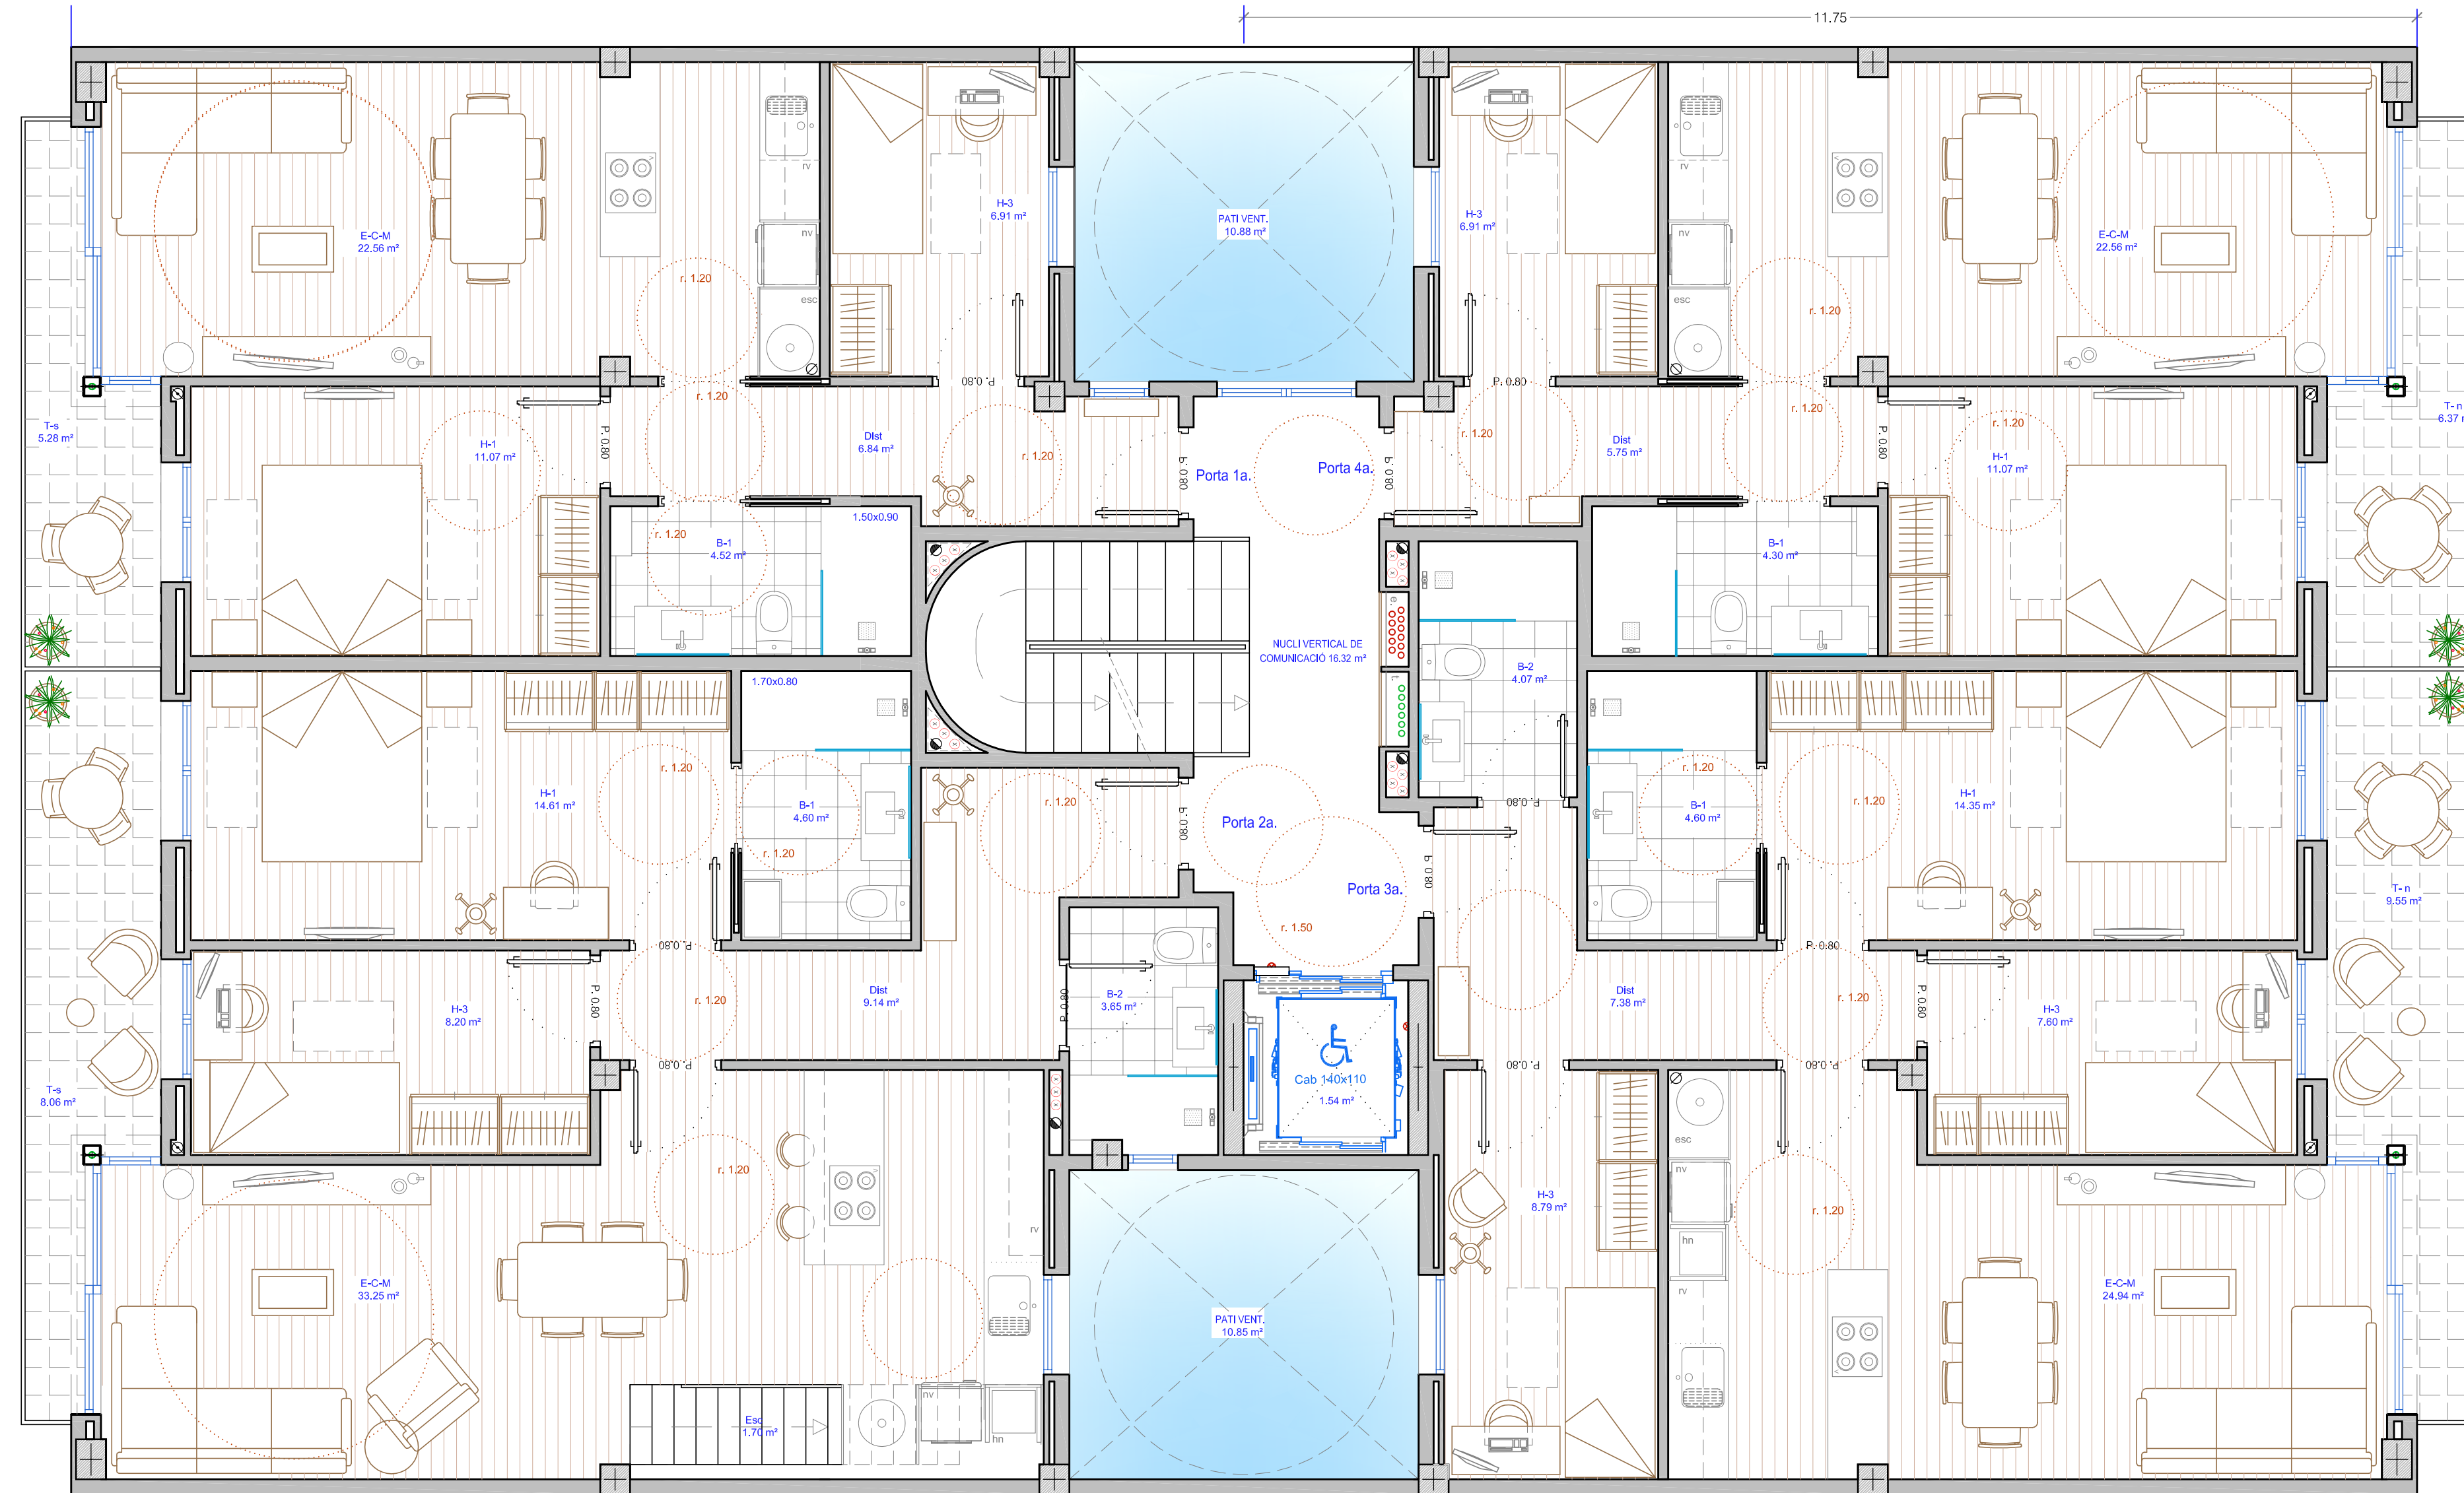 11.75
rv
nv
esc
E-C-M
22.56 m²
r. 1.20
H-3
6.91 m²
P. 0.80
PATI VENT.
10.88 m²
H-3
6.91 m²
P. 0.80
rv
nv
esc
r. 1.20
E-C-M
22.56 m²
T-s
5.28 m²
H-1
11.07 m²
P. 0.80
r. 1.20
Dist
6.84 m²
r. 1.20
P. 0.80
Porta 1a.
Porta 4a.
P. 0.80
r. 1.20
Dist
5.75 m²
r. 1.20
P. 0.80
r. 1.20
H-1
11.07 m²
T-n
6.37
r. 1.20
B-1
4.52 m²
1.50x0.90
NUCLI VERTICAL DE
COMUNICACIÓ 16.32 m²
e.
t.
B-2
4.07 m²
P. 0.80
B-1
4.30 m²
H-1
14.61 m²
r. 1.20
1.70x0.80
B-1
4.60 m²
r. 1.20
r. 1.20
P. 0.80
Porta 2a.
Porta 3a.
P. 0.80
r. 1.50
r. 1.20
B-1
4.60 m²
r. 1.20
H-1
14.35 m²
T-n
9.55 m²
P. 0.80
P. 0.80
T-s
8.06 m²
H-3
8.20 m²
P. 0.80
r. 1.20
P. 0.80
Dist
9.14 m²
P. 0.80
B-2
3.65 m²
Cab 140x110
1.54 m²
Dist
7.38 m²
P. 0.80
P. 0.80
r. 1.20
P. 0.80
H-3
7.60 m²
E-C-M
33.25 m²
r. 1.20
rv
nv
hn
Esc
1.70 m²
PATI VENT.
10.85 m²
H-3
8.79 m²
esc
nv
hn
rv
r. 1.20
E-C-M
24.94 m²